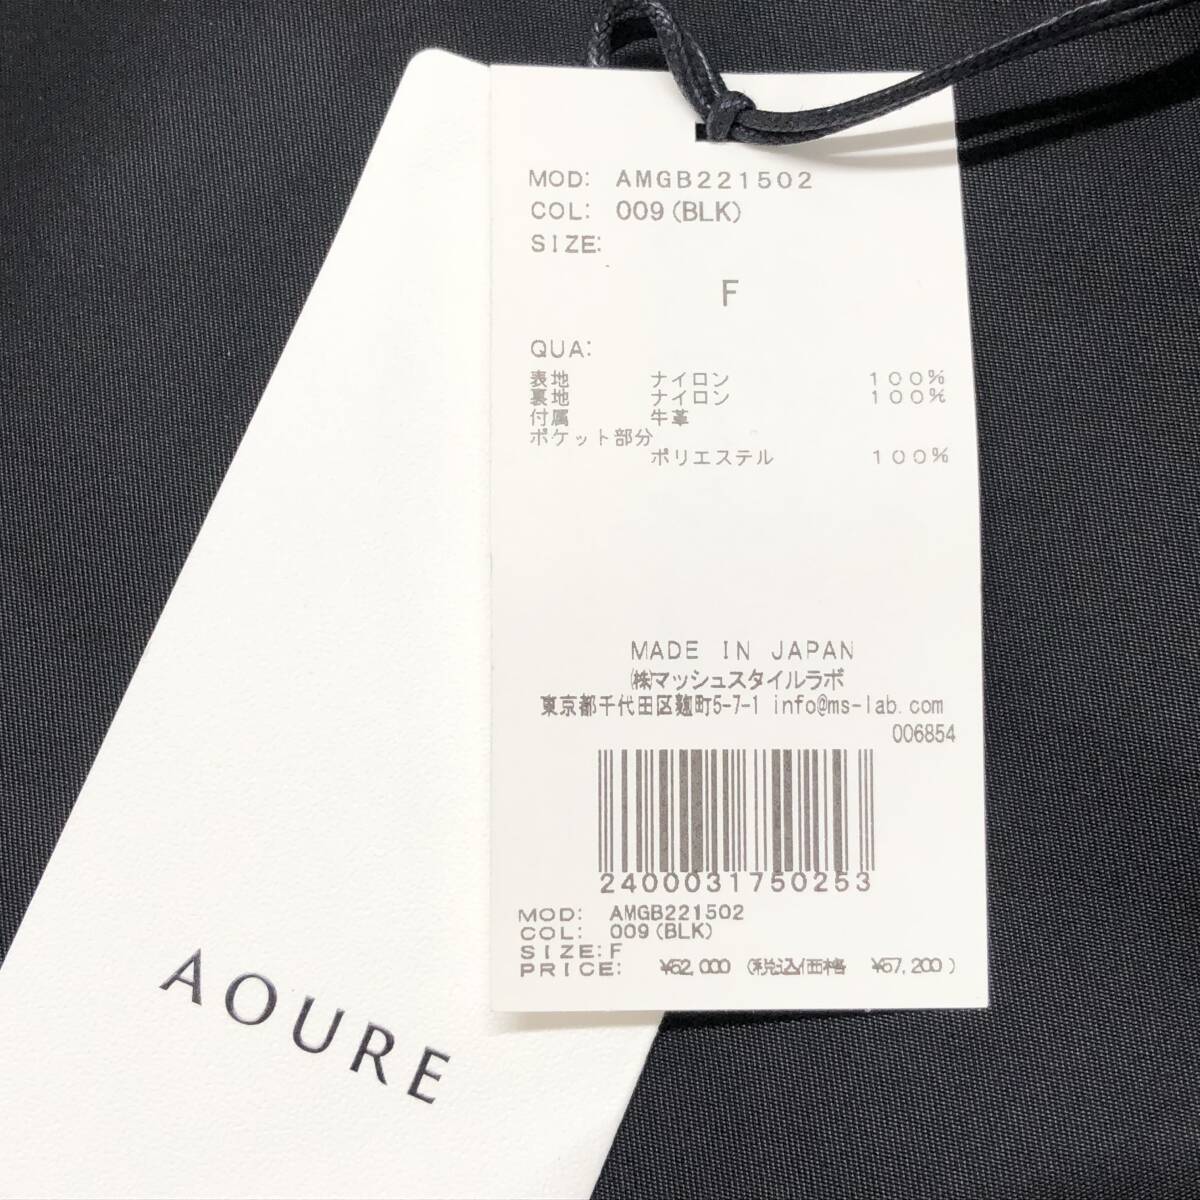 MOD: AMGB221502
COL: 009(BLK)
SIZE:
F
QUA:
表地 ナイロン 100%
裏地 ナイロン 100%
付属 牛革
ポケット部分
ポリエステル 100%
MADE IN JAPAN
㈱マッシュスタイルラボ
東京都千代田区麹町5-7-1 info@ms-lab.com
006854
2400031750253
MOD: AMGB221502
COL: 009(BLK)
SIZE:F
PRICE: ¥52,000 (税込価格 ¥57,200)
AOURE